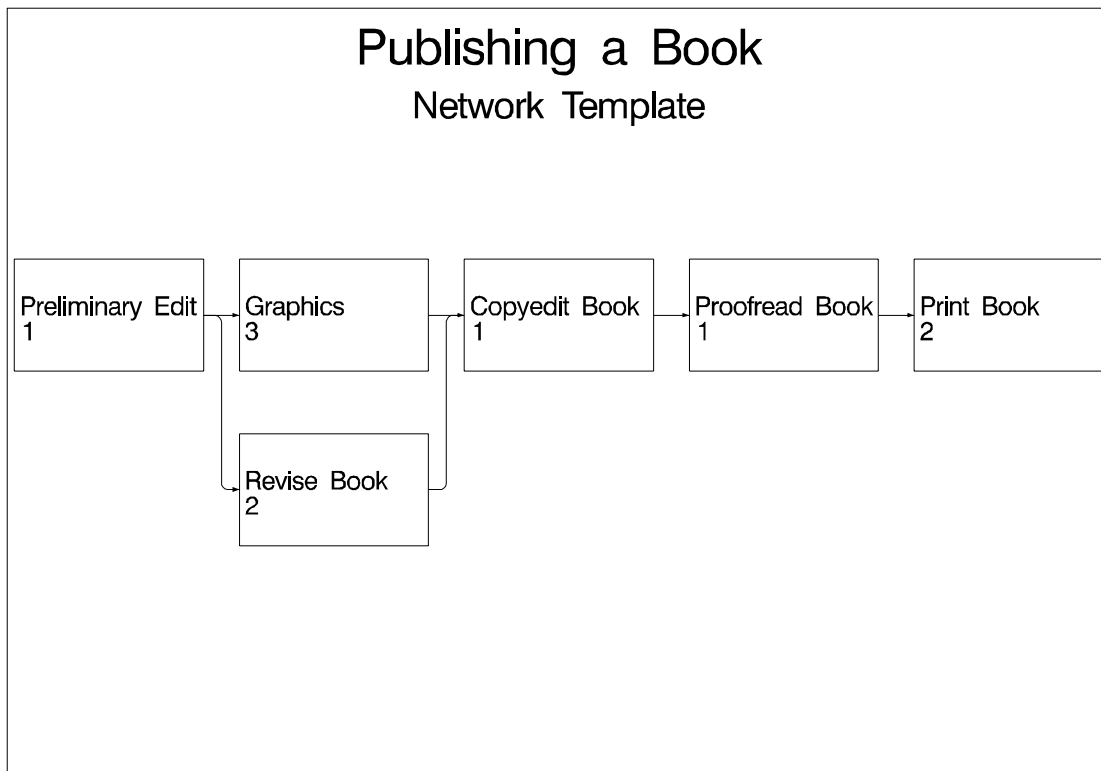 Publishing a Book
Network Template
Preliminary Edit
1
Graphics
3
Copyedit Book
1
Proofread Book
1
Print Book
2
Revise Book
2